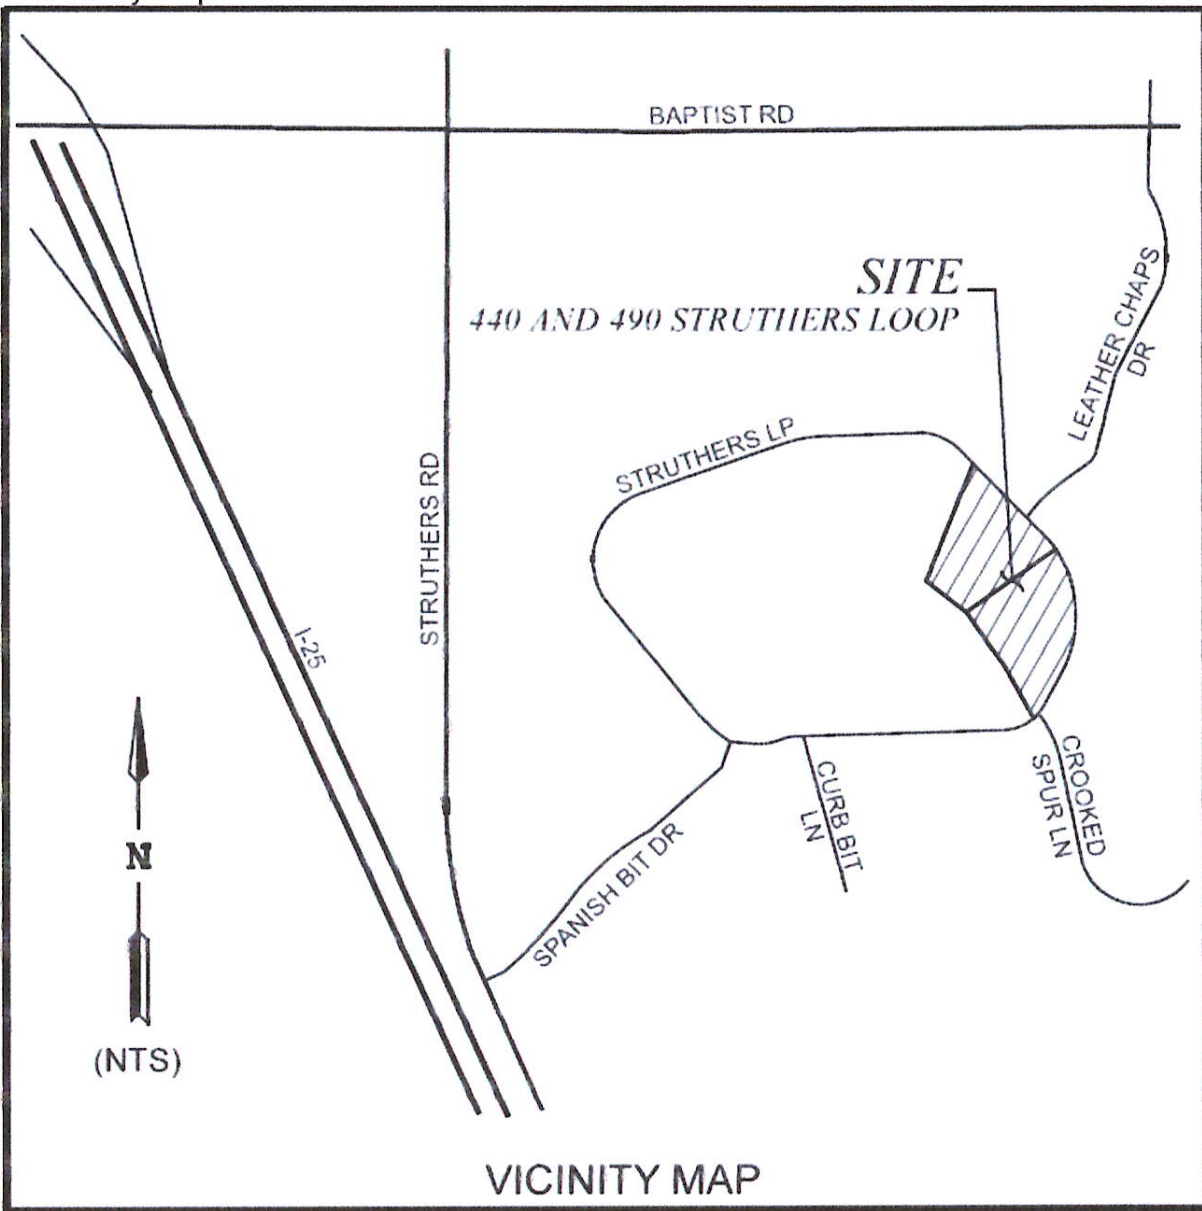 BAPTIST RD
SITE
440 AND 490 STRUTHERS LOOP
LEATHER CHAPS
DR
STRUTHERS LP
STRUTHERS RD
I-25
CROOKED
SPUR LN
CURB BIT
LN
SPANISH BIT DR
N
(NTS)
VICINITY MAP